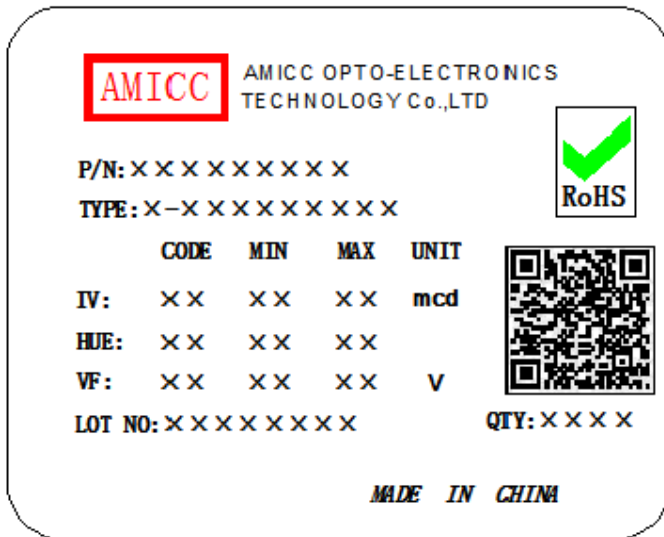 AMICC
AMICC OPTO-ELECTRONICS
TECHNOLOGY Co.,LTD
RoHS
P/N:×××××××××
TYPE:×-×××××××××
CODE MIN MAX UNIT
IV: ×× ×× ×× mcd
HUE: ×× ×× ××
VF: ×× ×× ×× V
LOT NO:××××××××
QTY:××××
MADE IN CHINA